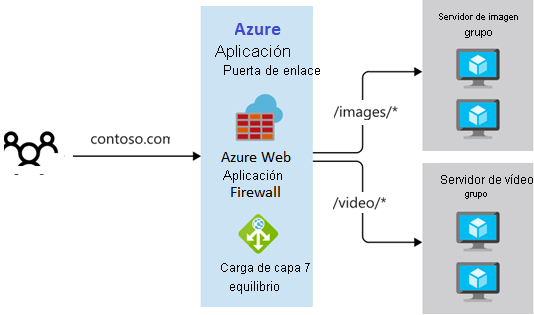 contoso.com
Azure
Aplicación
Puerta de enlace
Azure Web
Aplicación
Firewall
Carga de capa 7
equilibrio
/images/*
/video/*
Servidor de imagen
grupo
Servidor de vídeo
grupo